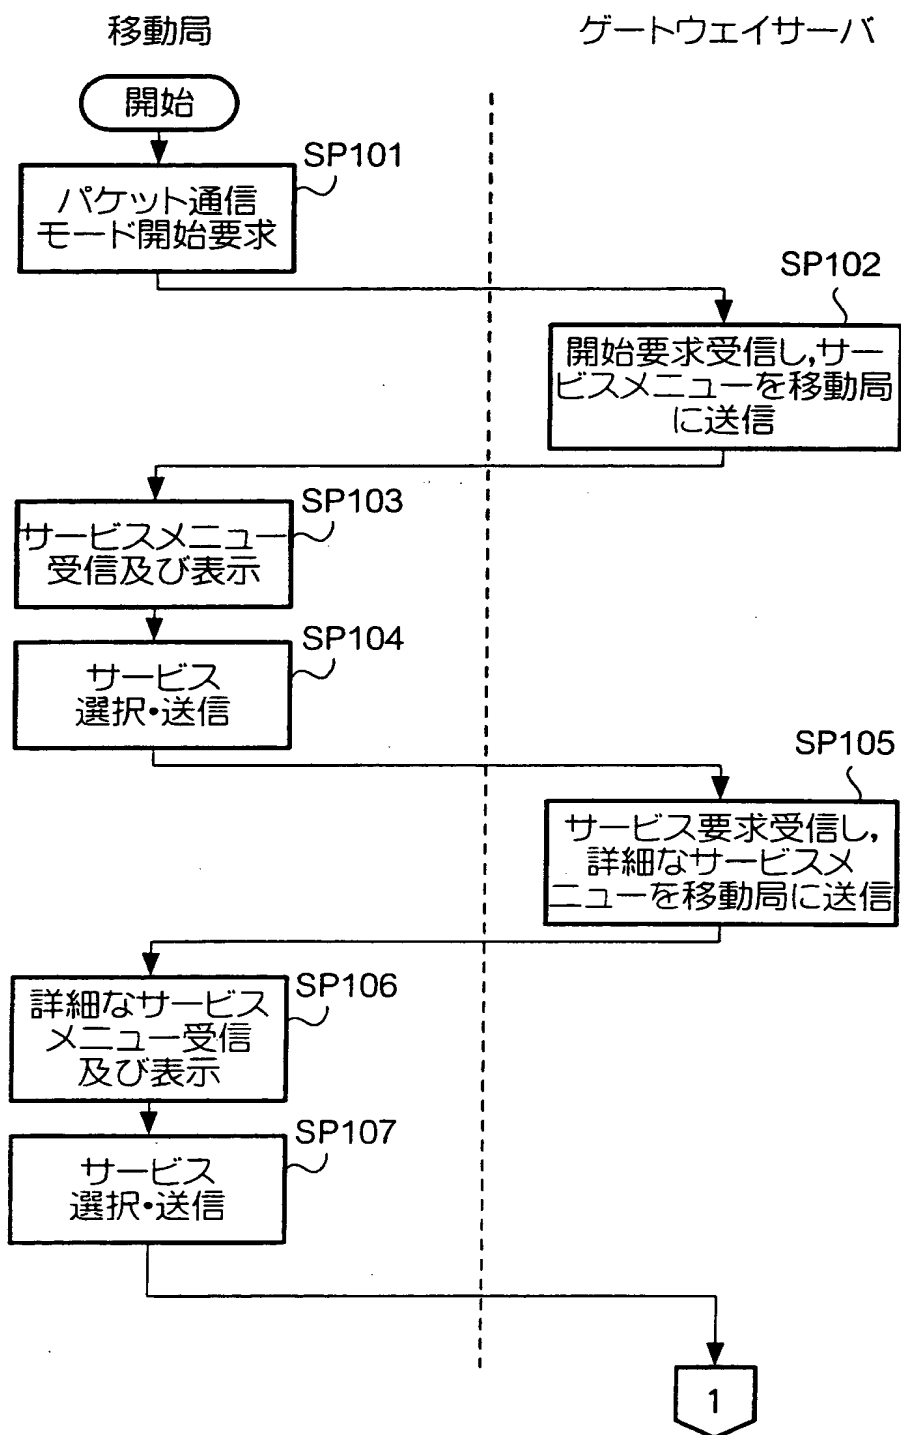 移動局
ゲートウェイサーバ
開始
SP101
パケット通信
モード開始要求
SP102
開始要求受信し,サー
ビスメニューを移動局
に送信
SP103
サービスメニュー
受信及び表示
SP104
サービス
選択・送信
SP105
サービス要求受信し,
詳細なサービスメ
ニューを移動局に送信
SP106
詳細なサービス
メニュー受信
及び表示
SP107
サービス
選択・送信
1